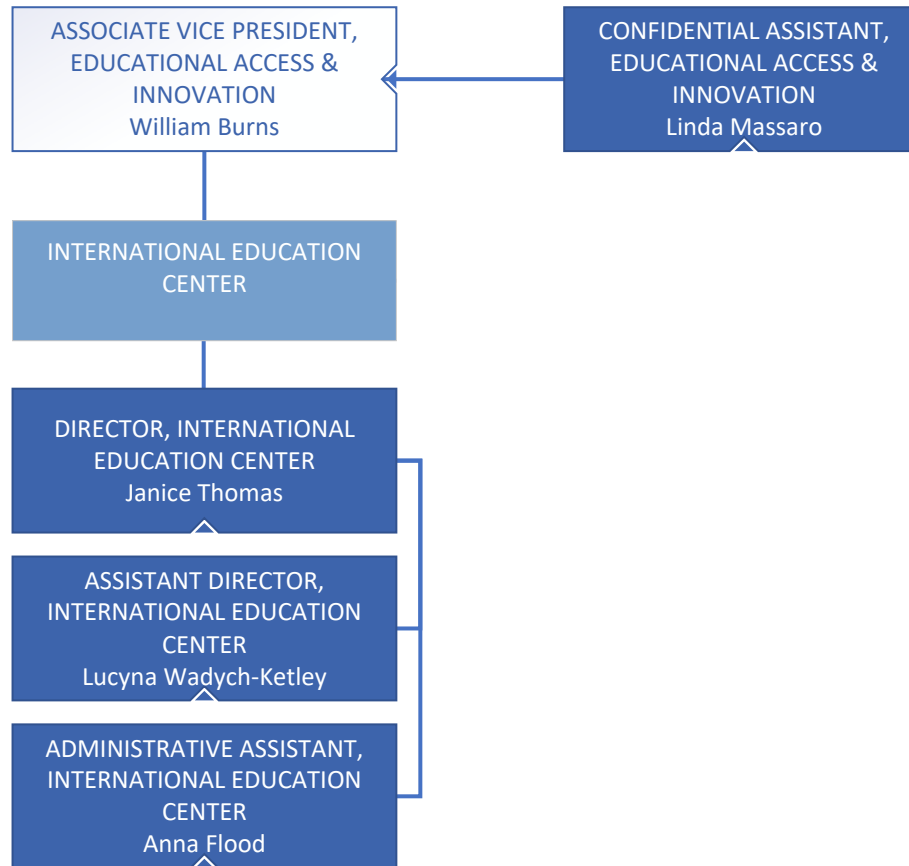 ASSOCIATE VICE PRESIDENT,
EDUCATIONAL ACCESS &
INNOVATION
William Burns
CONFIDENTIAL ASSISTANT,
EDUCATIONAL ACCESS &
INNOVATION
Linda Massaro
INTERNATIONAL EDUCATION
CENTER
DIRECTOR, INTERNATIONAL
EDUCATION CENTER
Janice Thomas
ASSISTANT DIRECTOR,
INTERNATIONAL EDUCATION
CENTER
Lucyna Wadych-Ketley
ADMINISTRATIVE ASSISTANT,
INTERNATIONAL EDUCATION
CENTER
Anna Flood